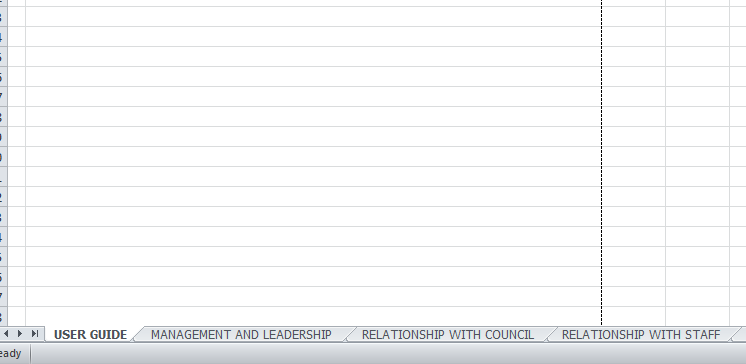 USER GUIDE MANAGEMENT AND LEADERSHIP RELATIONSHIP WITH COUNCIL RELATIONSHIP WITH STAFF
eady